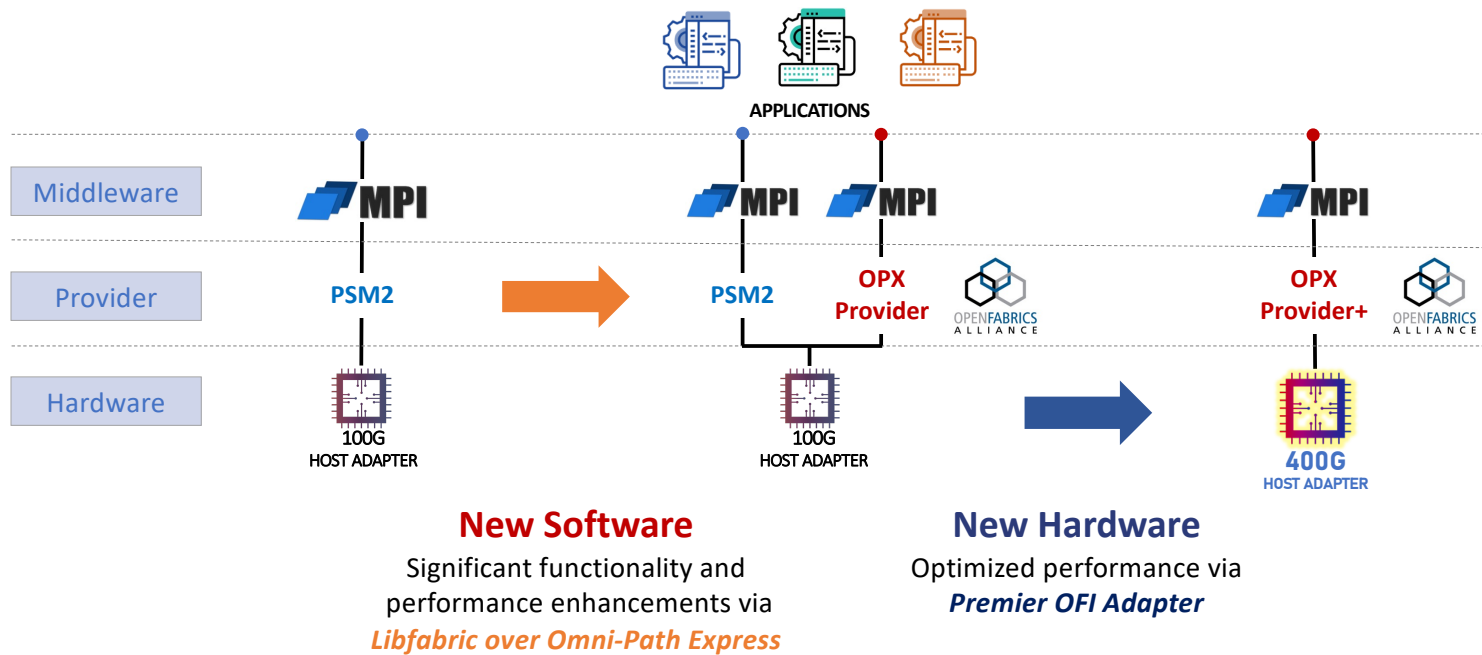 APPLICATIONS
Middleware
MPI
MPI
MPI
MPI
Provider
PSM2
PSM2
OPX
Provider
OPENFABRICS
ALLIANCE
OPX
Provider+
OPENFABRICS
ALLIANCE
Hardware
100G
HOST ADAPTER
100G
HOST ADAPTER
400G
HOST ADAPTER
New Software
Significant functionality and
performance enhancements via
Libfabric over Omni-Path Express
New Hardware
Optimized performance via
Premier OFI Adapter